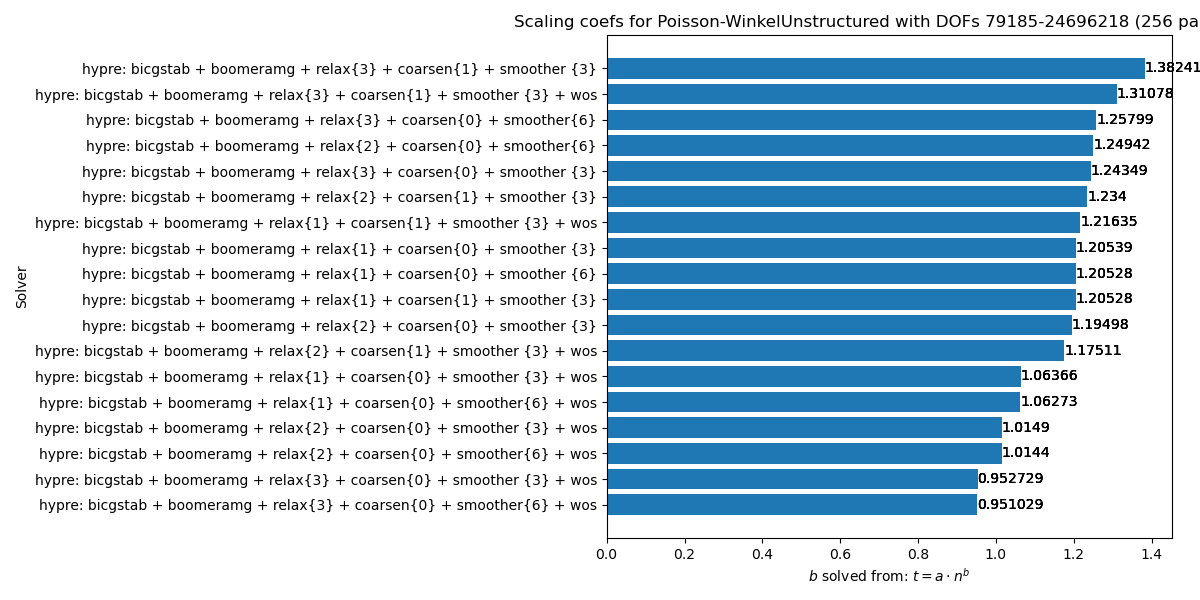 Scaling coefs for Poisson-WinkelUnstructured with DOFs 79185-24696218 (256 pa
Solver
hypre: bicgstab + boomeramg + relax{3} + coarsen{1} + smoother {3} 1.38241
hypre: bicgstab + boomeramg + relax{3} + coarsen{1} + smoother {3} + wos 1.31078
hypre: bicgstab + boomeramg + relax{3} + coarsen{0} + smoother{6} 1.25799
hypre: bicgstab + boomeramg + relax{2} + coarsen{0} + smoother{6} 1.24942
hypre: bicgstab + boomeramg + relax{3} + coarsen{0} + smoother {3} 1.24349
hypre: bicgstab + boomeramg + relax{2} + coarsen{1} + smoother {3} 1.234
hypre: bicgstab + boomeramg + relax{1} + coarsen{1} + smoother {3} + wos 1.21635
hypre: bicgstab + boomeramg + relax{1} + coarsen{0} + smoother {3} 1.20539
hypre: bicgstab + boomeramg + relax{1} + coarsen{0} + smoother {6} 1.20528
hypre: bicgstab + boomeramg + relax{1} + coarsen{1} + smoother {3} 1.20528
hypre: bicgstab + boomeramg + relax{2} + coarsen{0} + smoother {3} 1.19498
hypre: bicgstab + boomeramg + relax{2} + coarsen{1} + smoother {3} + wos 1.17511
hypre: bicgstab + boomeramg + relax{1} + coarsen{0} + smoother {3} + wos 1.06366
hypre: bicgstab + boomeramg + relax{1} + coarsen{0} + smoother{6} + wos 1.06273
hypre: bicgstab + boomeramg + relax{2} + coarsen{0} + smoother {3} + wos 1.0149
hypre: bicgstab + boomeramg + relax{2} + coarsen{0} + smoother{6} + wos 1.0144
hypre: bicgstab + boomeramg + relax{3} + coarsen{0} + smoother {3} + wos 0.952729
hypre: bicgstab + boomeramg + relax{3} + coarsen{0} + smoother{6} + wos 0.951029
0.0 0.2 0.4 0.6 0.8 1.0 1.2 1.4
b solved from: t = a · n^b